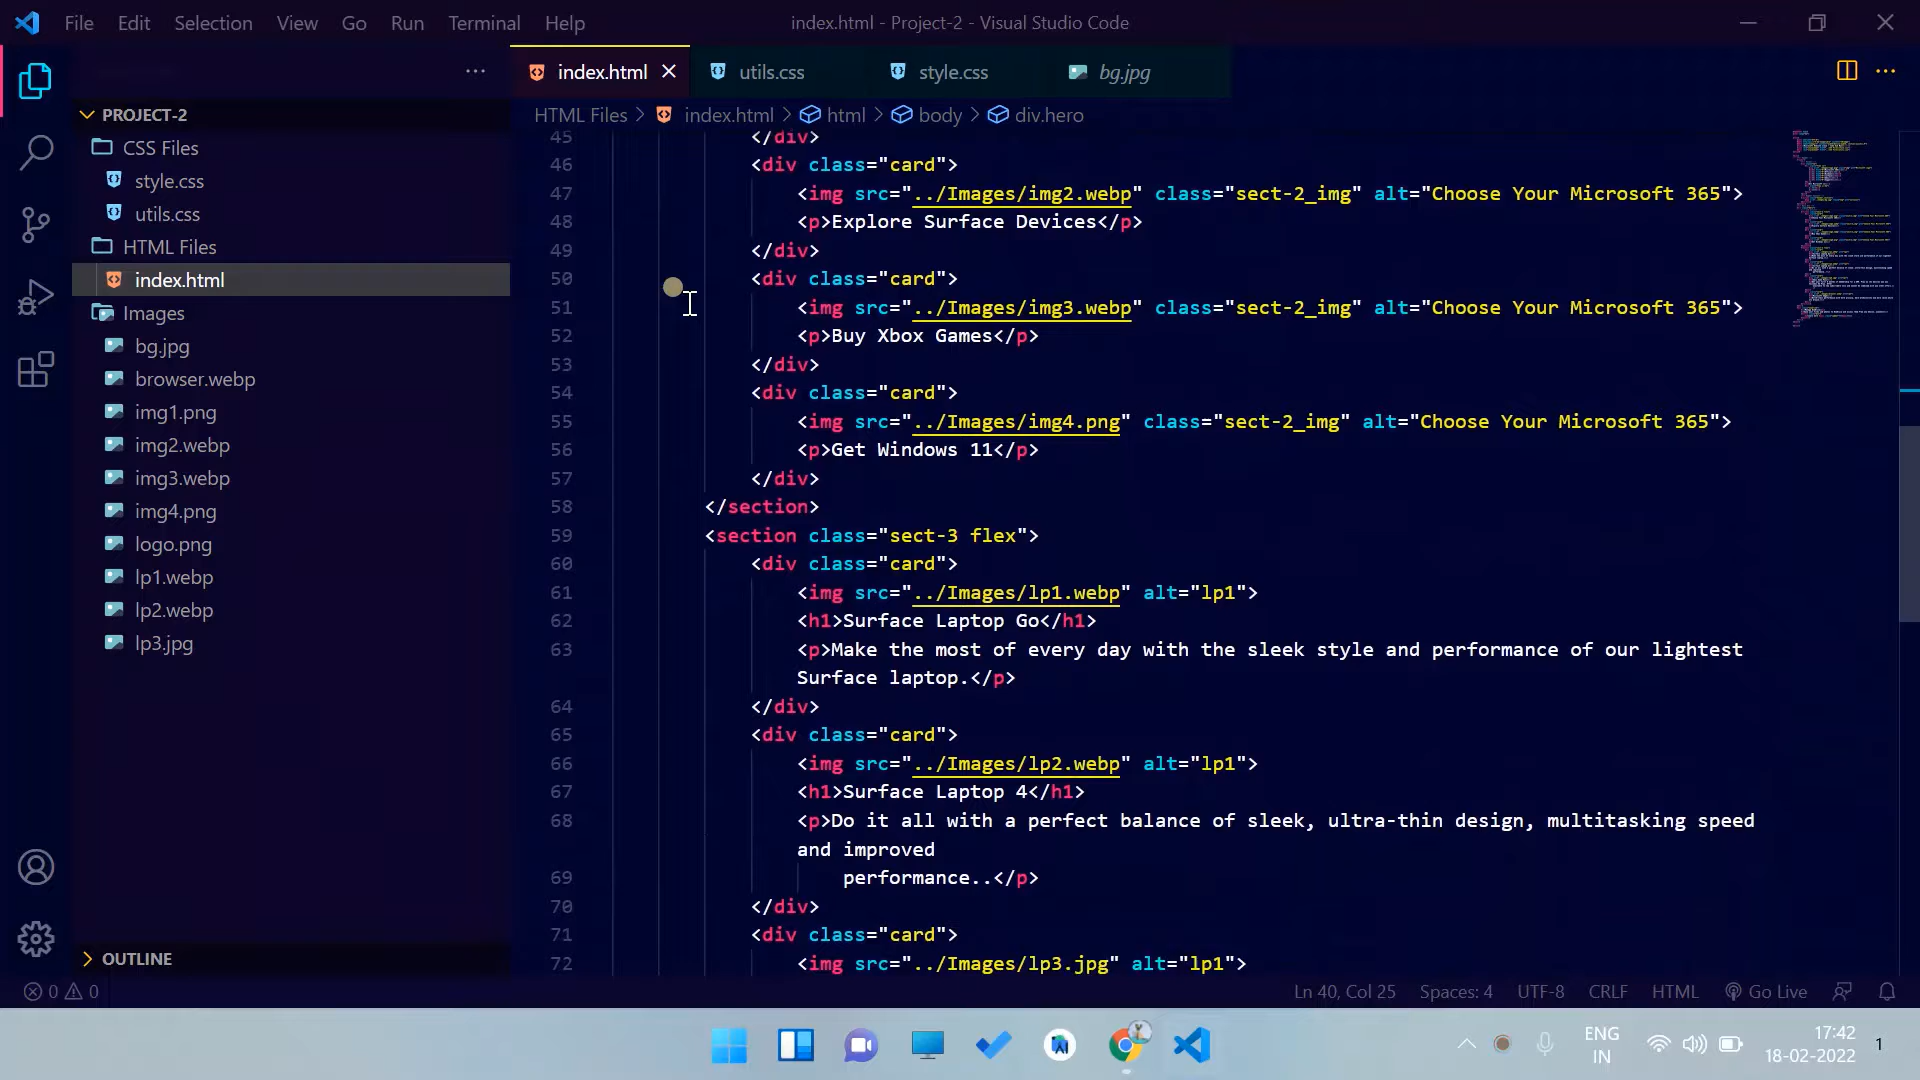 File Edit Selection View Go Run Terminal Help
index.html - Project-2 - Visual Studio Code
index.html
utils.css
style.css
bg.jpg
PROJECT-2
CSS Files
style.css
utils.css
HTML Files
index.html
Images
bg.jpg
browser.webp
img1.png
img2.webp
img3.webp
img4.png
logo.png
lp1.webp
lp2.webp
lp3.jpg
OUTLINE
HTML Files > index.html > html > body > div.hero
45 </div>
46 <div class="card">
47 <img src="../Images/img2.webp" class="sect-2_img" alt="Choose Your Microsoft 365">
48 <p>Explore Surface Devices</p>
49 </div>
50 <div class="card">
51 <img src="../Images/img3.webp" class="sect-2_img" alt="Choose Your Microsoft 365">
52 <p>Buy Xbox Games</p>
53 </div>
54 <div class="card">
55 <img src="../Images/img4.png" class="sect-2_img" alt="Choose Your Microsoft 365">
56 <p>Get Windows 11</p>
57 </div>
58 </section>
59 <section class="sect-3 flex">
60 <div class="card">
61 <img src="../Images/lp1.webp" alt="lp1">
62 <h1>Surface Laptop Go</h1>
63 <p>Make the most of every day with the sleek style and performance of our lightest
Surface laptop.</p>
64 </div>
65 <div class="card">
66 <img src="../Images/lp2.webp" alt="lp1">
67 <h1>Surface Laptop 4</h1>
68 <p>Do it all with a perfect balance of sleek, ultra-thin design, multitasking speed
and improved
69 performance..</p>
70 </div>
71 <div class="card">
72 <img src="../Images/lp3.jpg" alt="lp1">
0 0
Ln 40, Col 25 Spaces: 4 UTF-8 CRLF HTML Go Live
ENG
IN
17:42
18-02-2022
1